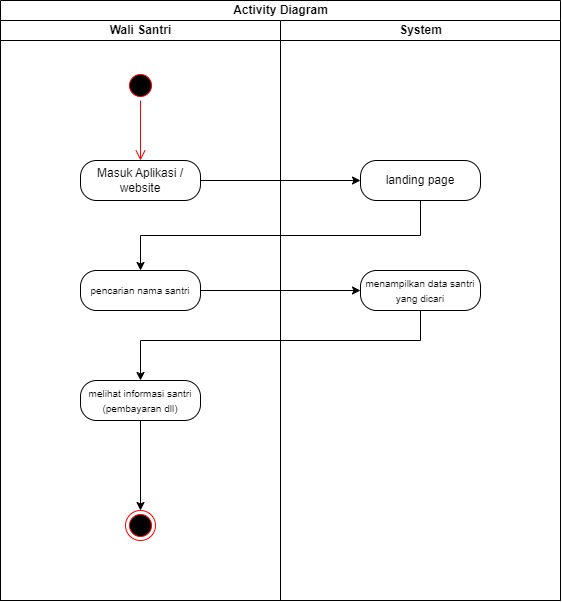 Activity Diagram
Wali Santri
System
Masuk Aplikasi /
website
landing page
pencarian nama santri
menampilkan data santri
yang dicari
melihat informasi santri
(pembayaran dll)